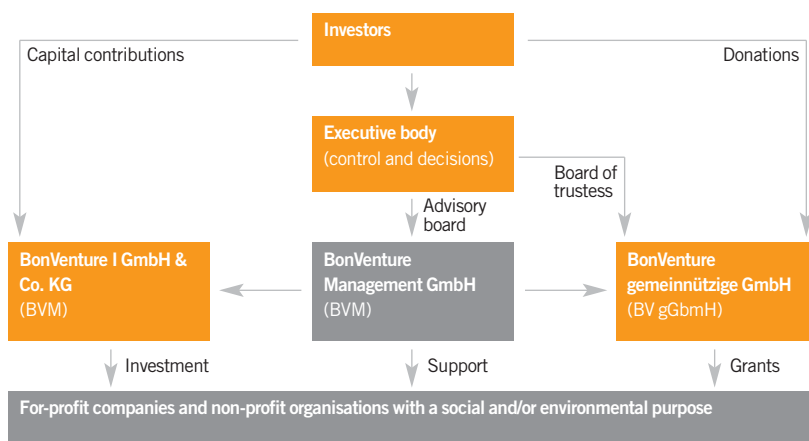 Investors
Capital contributions
Donations
Executive body
(control and decisions)
Board of
trustess
Advisory
board
BonVenture I GmbH &
Co. KG
(BVM)
BonVenture
Management GmbH
(BVM)
BonVenture
gemeinnützige GmbH
(BV gGbmH)
Investment
Support
Grants
For-profit companies and non-profit organisations with a social and/or environmental purpose